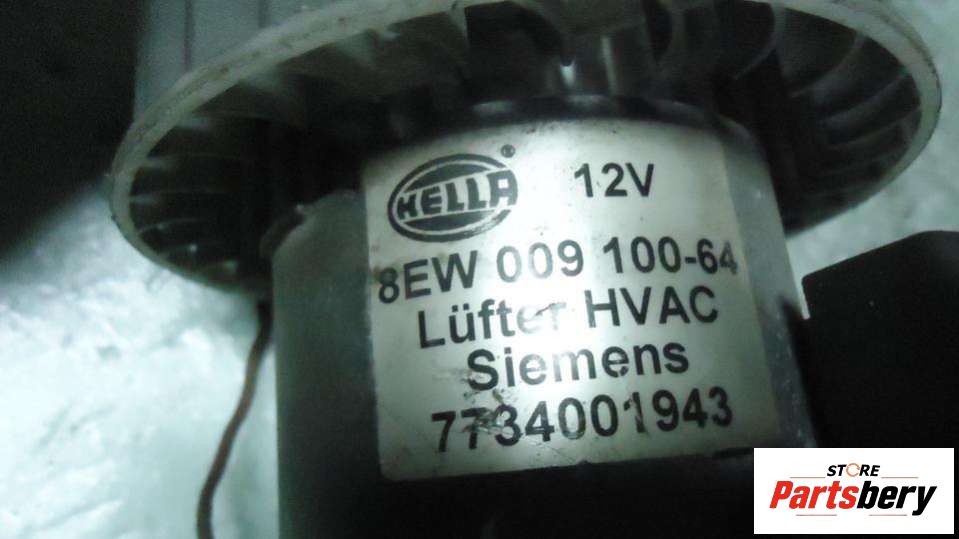 HELLA ® 12V
8EW 009 100-64
Lüfter HVAC
Siemens
7734001943
STORE
Partsbery